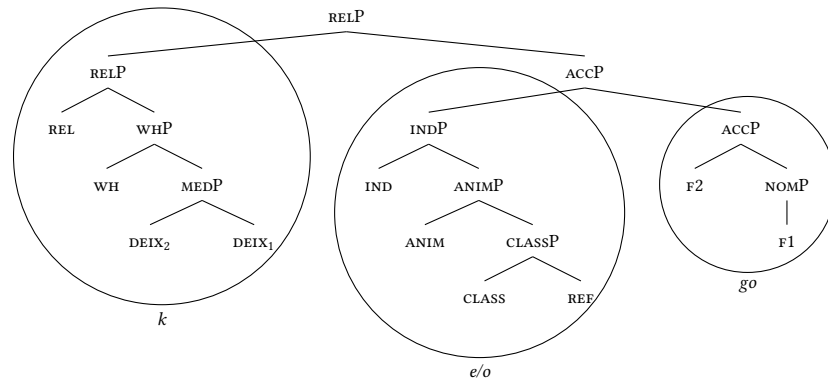 RELP
RELP ACCP
REL WHP INDP ACCP
WH MEDP IND ANIMP F2 NOMP
DEIX₂ DEIX₁ ANIM CLASSP F1
CLASS REF go
k
e/o